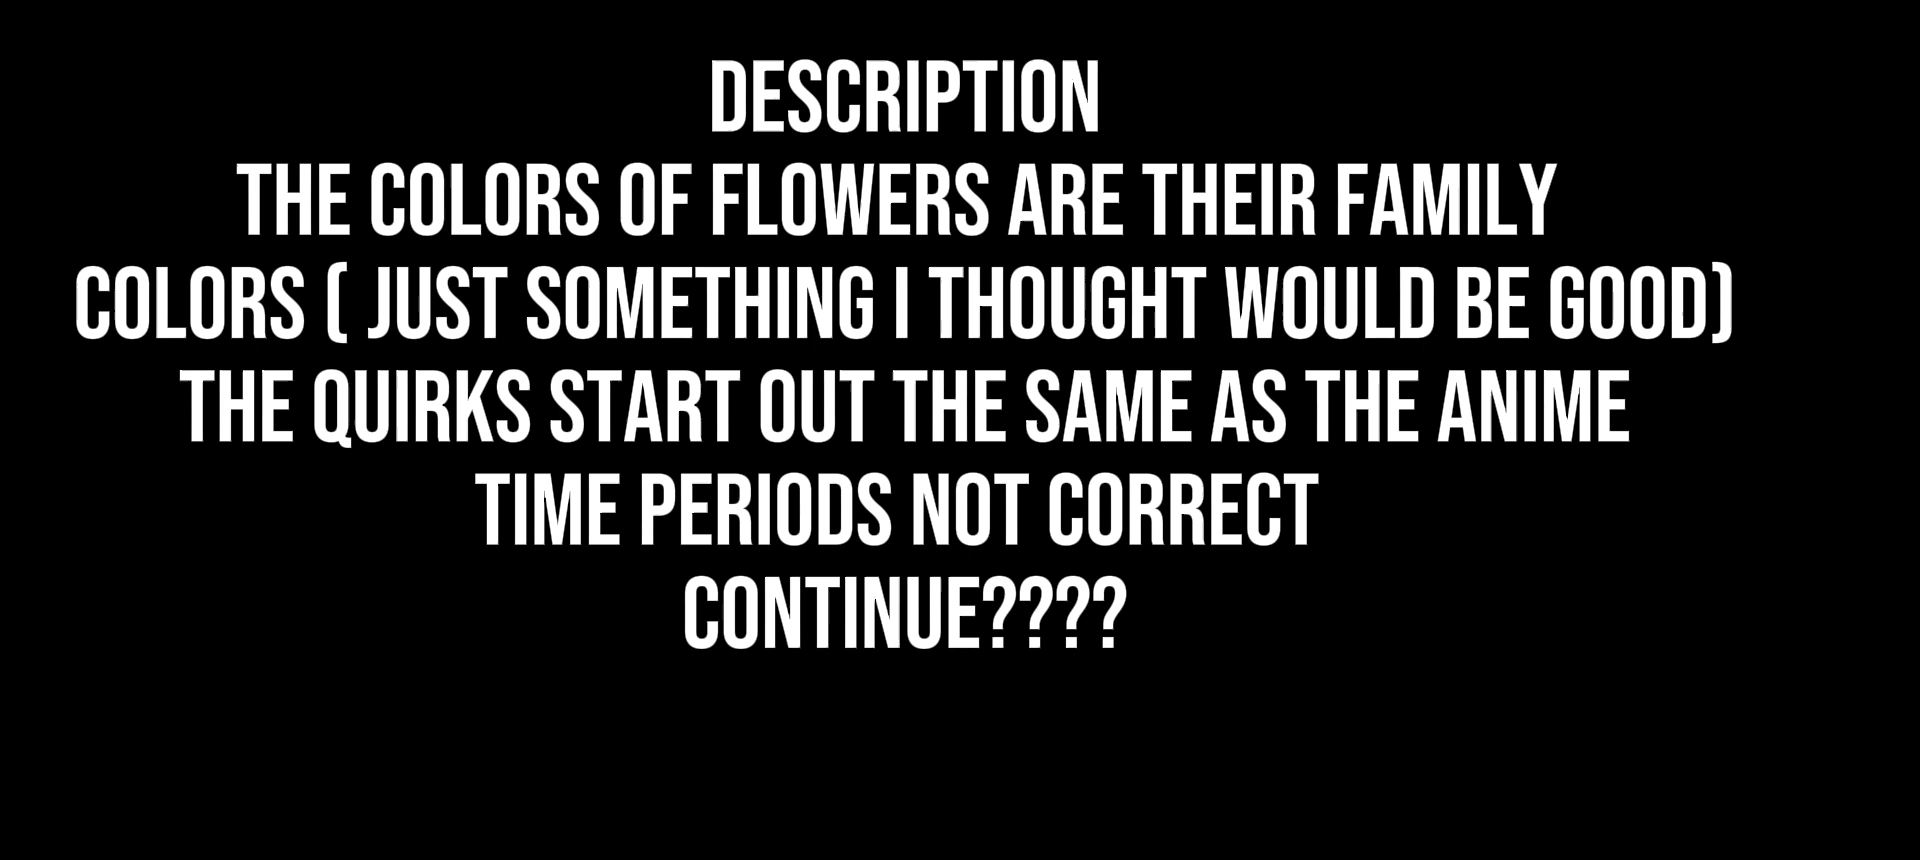 DESCRIPTION
THE COLORS OF FLOWERS ARE THEIR FAMILY
COLORS ( JUST SOMETHING I THOUGHT WOULD BE GOOD)
THE QUIRKS START OUT THE SAME AS THE ANIME
TIME PERIODS NOT CORRECT
CONTINUE????